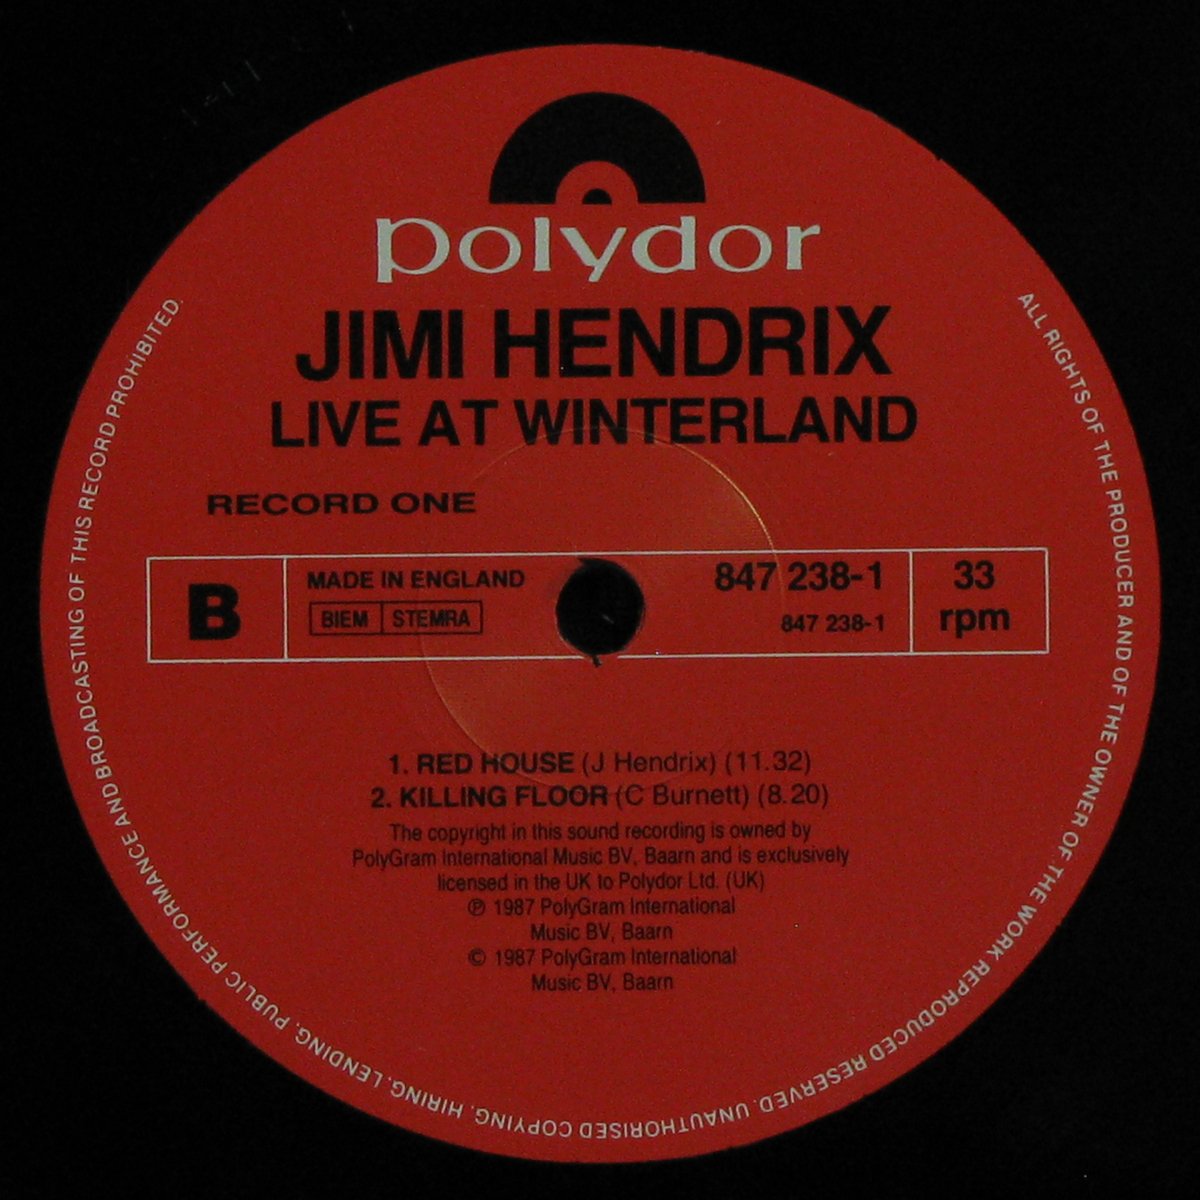 polydor
JIMI HENDRIX
LIVE AT WINTERLAND
RECORD ONE
B
MADE IN ENGLAND
BIEM STEMRA
847 238-1
847 238-1
33
rpm
1. RED HOUSE (J Hendrix) (11.32)
2. KILLING FLOOR (C Burnett) (8.20)
The copyright in this sound recording is owned by
PolyGram International Music BV, Baarn and is exclusively
licensed in the UK to Polydor Ltd. (UK)
℗ 1987 PolyGram International
Music BV, Baarn
© 1987 PolyGram International
Music BV, Baarn
ALL RIGHTS OF THE PRODUCER AND OF THE OWNER OF THE WORK REPRODUCED RESERVED. UNAUTHORISED COPYING. HIRING. LENDING. PUBLIC PERFORMANCE AND BROADCASTING OF THIS RECORD PROHIBITED.